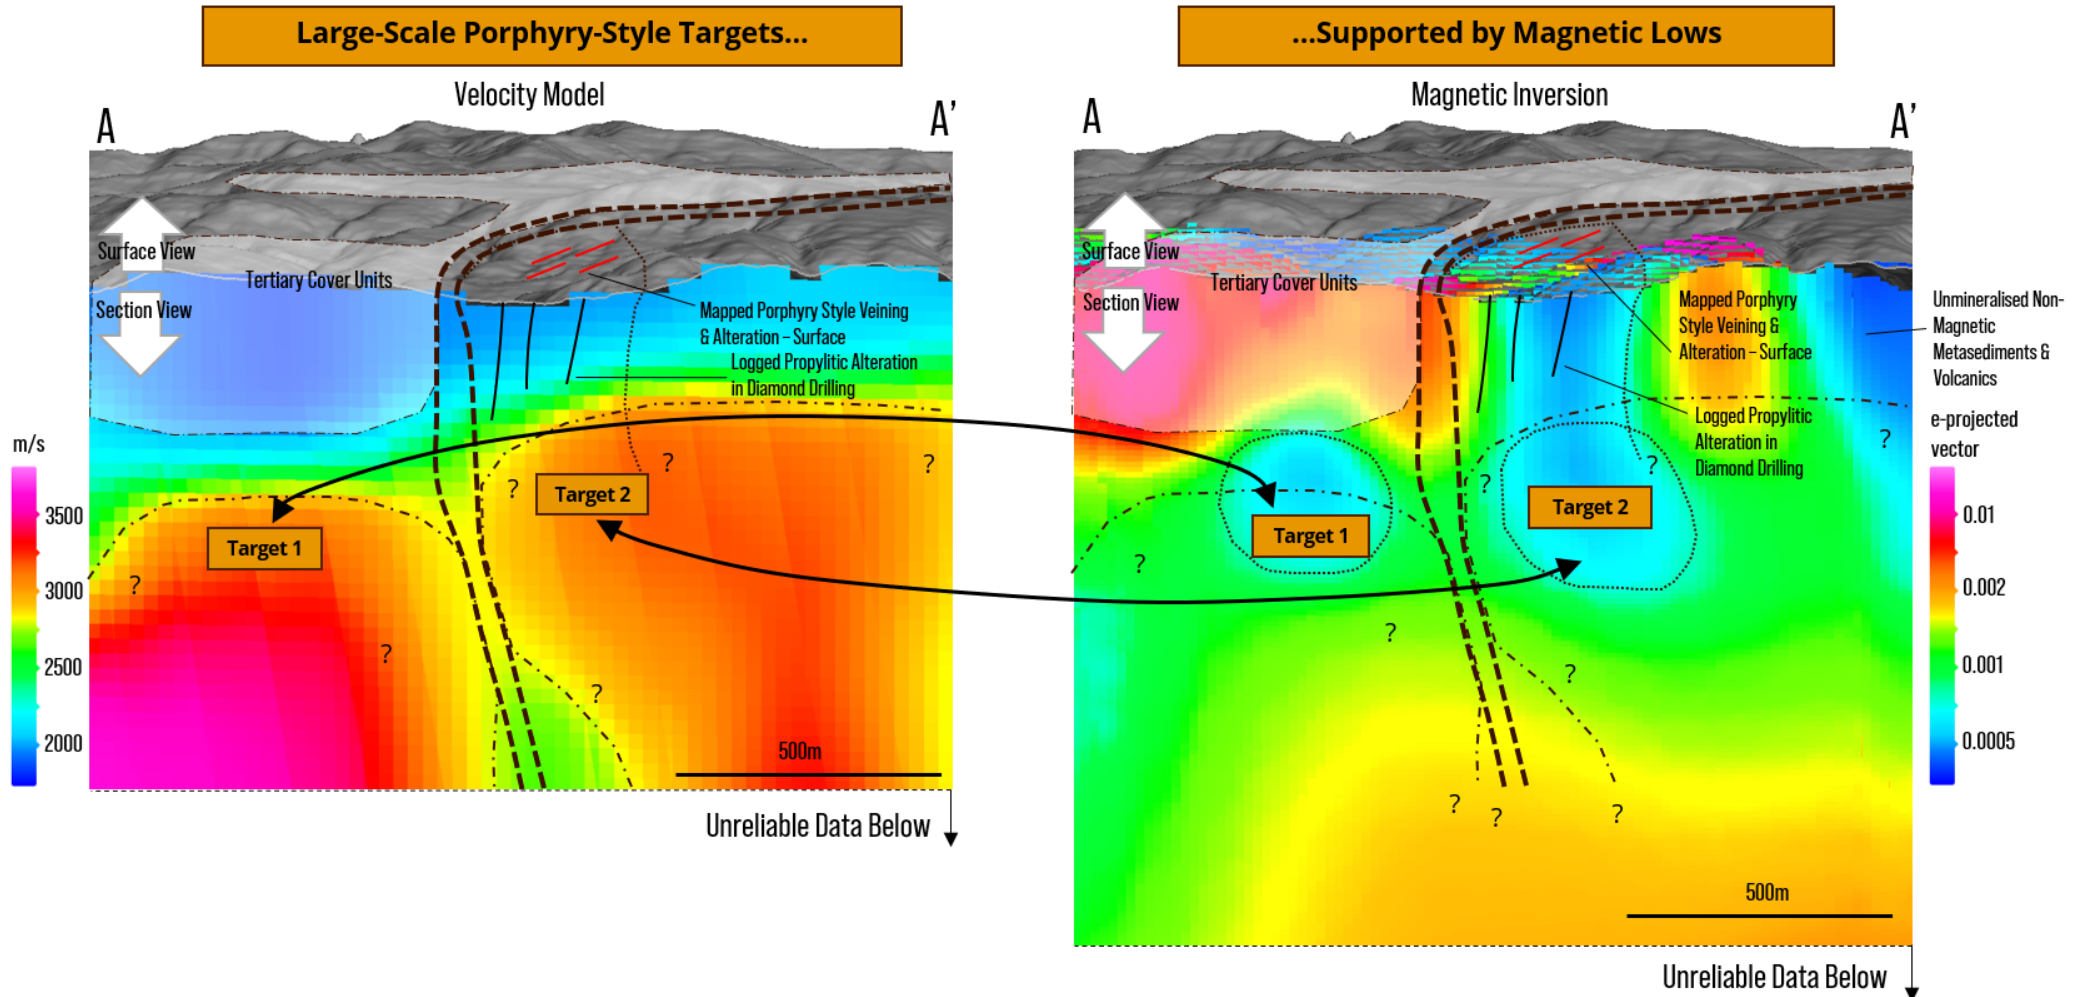 Large-Scale Porphyry-Style Targets...
...Supported by Magnetic Lows
Velocity Model
A
A’
Surface View
Section View
Tertiary Cover Units
Mapped Porphyry Style Veining
& Alteration – Surface
Logged Propylitic Alteration
in Diamond Drilling
m/s
3500
3000
2500
2000
Target 1
Target 2
?
?
?
?
?
?
500m
Unreliable Data Below
Magnetic Inversion
A
A’
Surface View
Section View
Tertiary Cover Units
Mapped Porphyry
Style Veining &
Alteration – Surface
Logged Propylitic
Alteration in
Diamond Drilling
Unmineralised Non-
Magnetic
Metasediments &
Volcanics
e-projected
vector
0.01
0.002
0.001
0.0005
Target 1
Target 2
?
?
?
?
?
?
?
?
?
500m
Unreliable Data Below